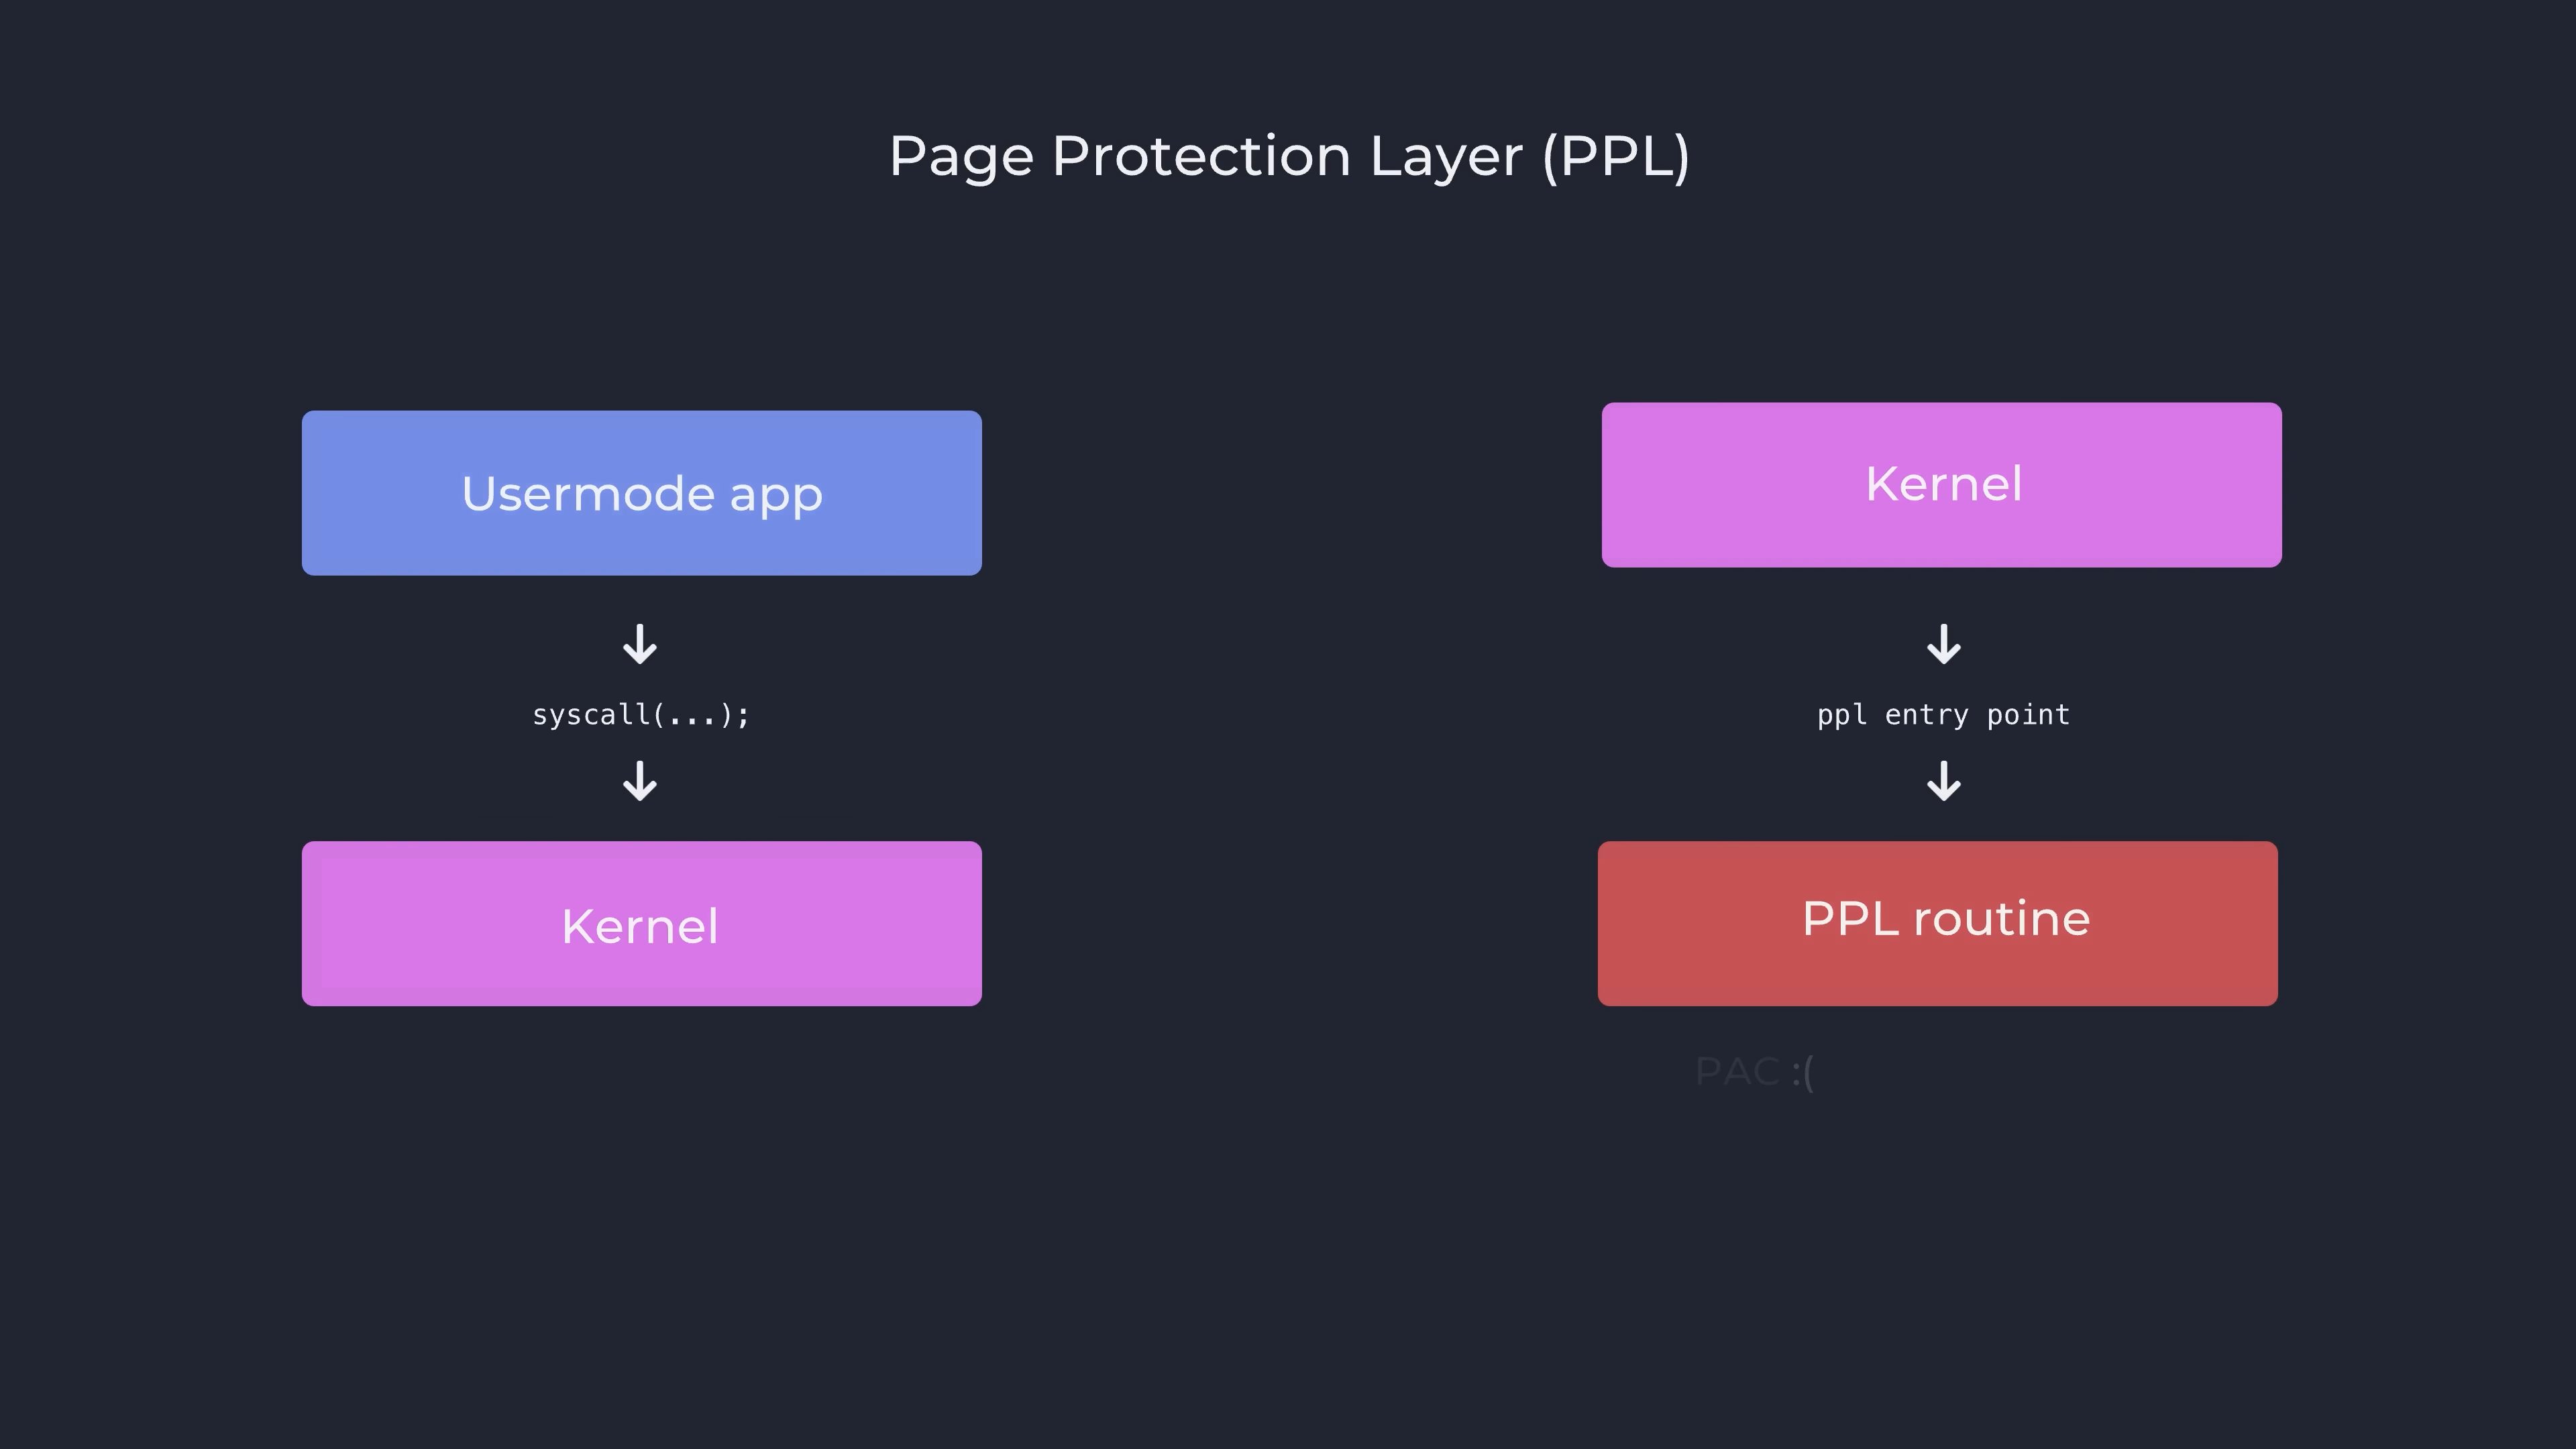 Page Protection Layer (PPL)
Usermode app
syscall(...);
Kernel
Kernel
ppl entry point
PPL routine
PAC :(